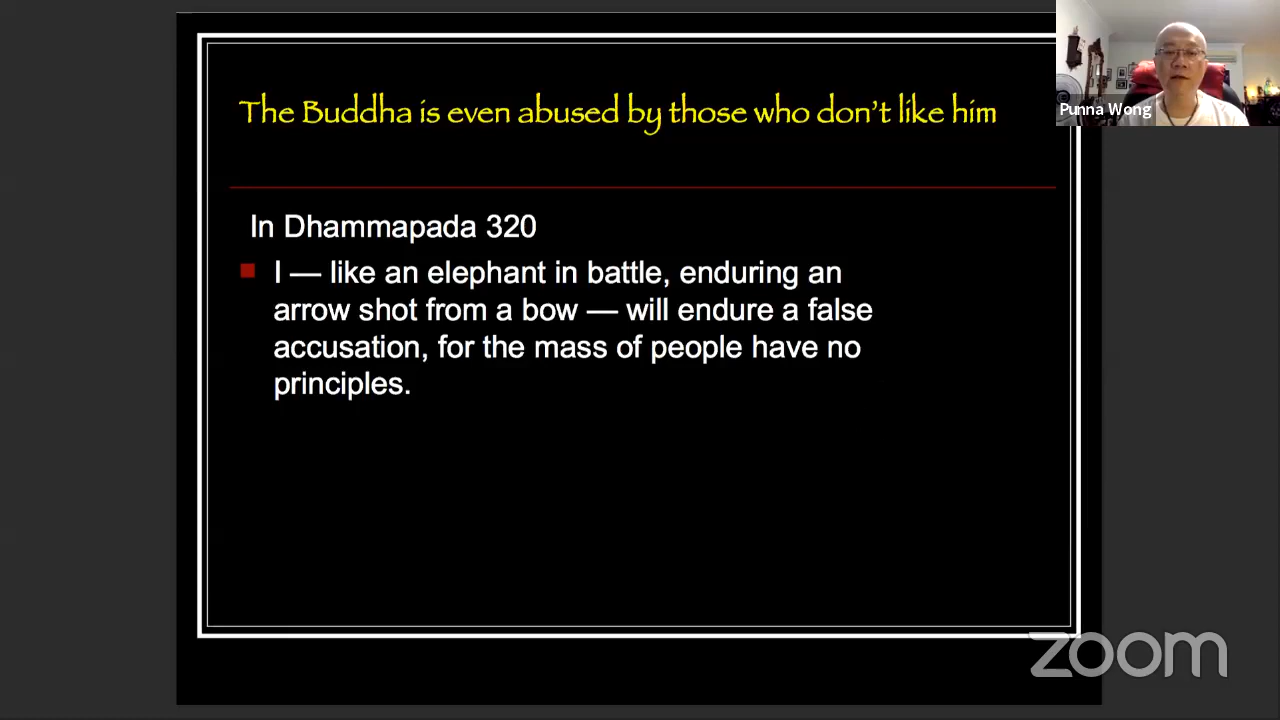 The Buddha is even abused by those who don't like him
Punna Wong
In Dhammapada 320
I — like an elephant in battle, enduring an
arrow shot from a bow — will endure a false
accusation, for the mass of people have no
principles.
zoom